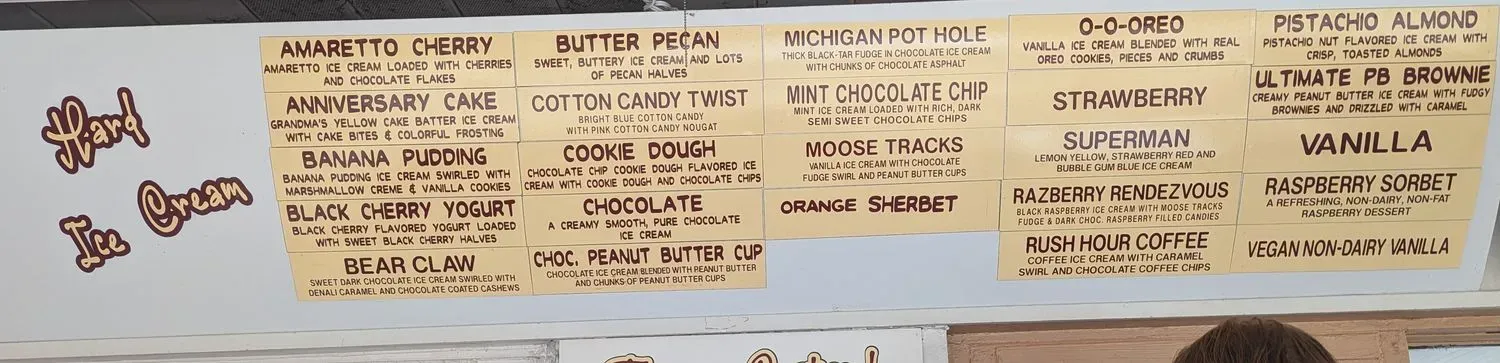 Hard
Ice Cream
AMARETTO CHERRY
AMARETTO ICE CREAM LOADED WITH CHERRIES
AND CHOCOLATE FLAKES
ANNIVERSARY CAKE
GRANDMA'S YELLOW CAKE BATTER ICE CREAM
WITH CAKE BITES & COLORFUL FROSTING
BANANA PUDDING
BANANA PUDDING ICE CREAM SWIRLED WITH
MARSHMALLOW CREME & VANILLA COOKIES
BLACK CHERRY YOGURT
BLACK CHERRY FLAVORED YOGURT LOADED
WITH SWEET BLACK CHERRY HALVES
BEAR CLAW
SWEET DARK CHOCOLATE ICE CREAM SWIRLED WITH
DENALI CARAMEL AND CHOCOLATE COATED CASHEWS
BUTTER PECAN
SWEET, BUTTERY ICE CREAM AND LOTS
OF PECAN HALVES
COTTON CANDY TWIST
BRIGHT BLUE COTTON CANDY
WITH PINK COTTON CANDY NOUGAT
COOKIE DOUGH
CHOCOLATE CHIP COOKIE DOUGH FLAVORED ICE
CREAM WITH COOKIE DOUGH AND CHOCOLATE CHIPS
CHOCOLATE
A CREAMY SMOOTH, PURE CHOCOLATE
ICE CREAM
CHOC. PEANUT BUTTER CUP
CHOCOLATE ICE CREAM BLENDED WITH PEANUT BUTTER
AND CHUNKS OF PEANUT BUTTER CUPS
MICHIGAN POT HOLE
THICK BLACK-TAR FUDGE IN CHOCOLATE ICE CREAM
WITH CHUNKS OF CHOCOLATE ASPHALT
MINT CHOCOLATE CHIP
MINT ICE CREAM LOADED WITH RICH, DARK
SEMI SWEET CHOCOLATE CHIPS
MOOSE TRACKS
VANILLA ICE CREAM WITH CHOCOLATE
FUDGE SWIRL AND PEANUT BUTTER CUPS
ORANGE SHERBET
O-O-OREO
VANILLA ICE CREAM BLENDED WITH REAL
OREO COOKIES, PIECES AND CRUMBS
STRAWBERRY
SUPERMAN
LEMON YELLOW, STRAWBERRY RED AND
BUBBLE GUM BLUE ICE CREAM
RAZBERRY RENDEZVOUS
BLACK RASPBERRY ICE CREAM WITH MOOSE TRACKS
FUDGE & DARK CHOC. RASPBERRY FILLED CANDIES
RUSH HOUR COFFEE
COFFEE ICE CREAM WITH CARAMEL
SWIRL AND CHOCOLATE COFFEE CHIPS
PISTACHIO ALMOND
PISTACHIO NUT FLAVORED ICE CREAM WITH
CRISP, TOASTED ALMONDS
ULTIMATE PB BROWNIE
CREAMY PEANUT BUTTER ICE CREAM WITH FUDGY
BROWNIES AND DRIZZLED WITH CARAMEL
VANILLA
RASPBERRY SORBET
A REFRESHING, NON-DAIRY, NON-FAT
RASPBERRY DESSERT
VEGAN NON-DAIRY VANILLA